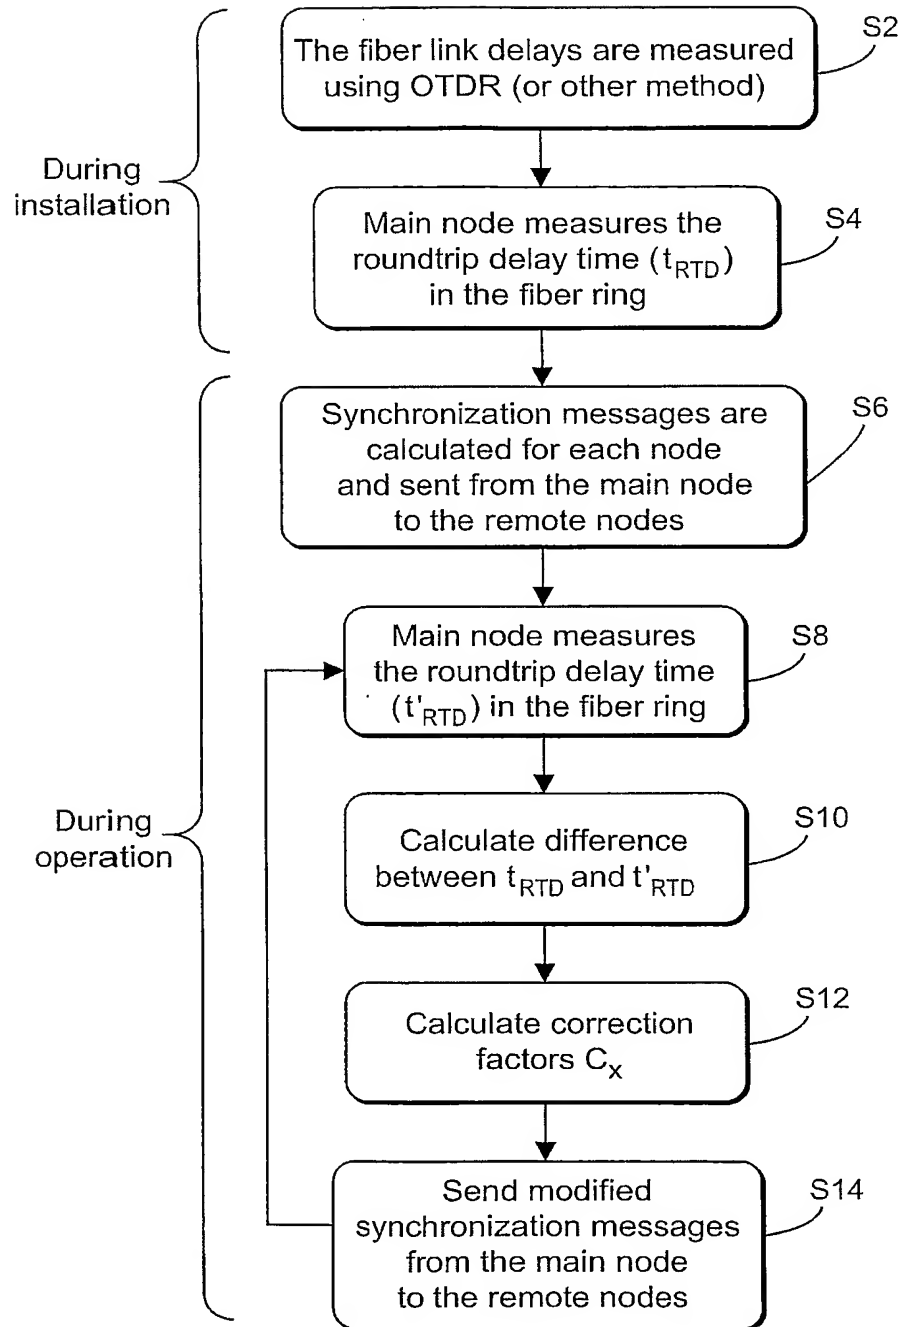 The fiber link delays are measured
using OTDR (or other method)
S2
During
installation
Main node measures the
roundtrip delay time (tRTD)
in the fiber ring
S4
Synchronization messages are
calculated for each node
and sent from the main node
to the remote nodes
S6
Main node measures
the roundtrip delay time
(t'RTD) in the fiber ring
S8
During
operation
Calculate difference
between tRTD and t'RTD
S10
Calculate correction
factors Cx
S12
Send modified
synchronization messages
from the main node
to the remote nodes
S14